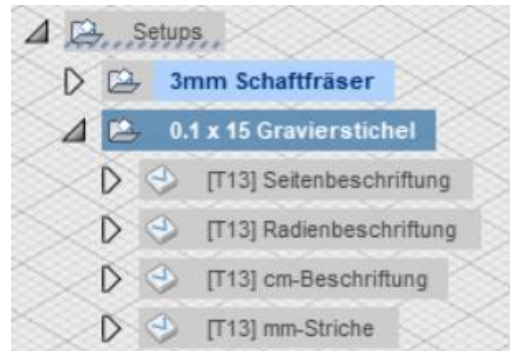 Setups
3mm Schaftfräser
0.1 x 15 Gravierstichel
[T13] Seitenbeschriftung
[T13] Radienbeschriftung
[T13] cm-Beschriftung
[T13] mm-Striche